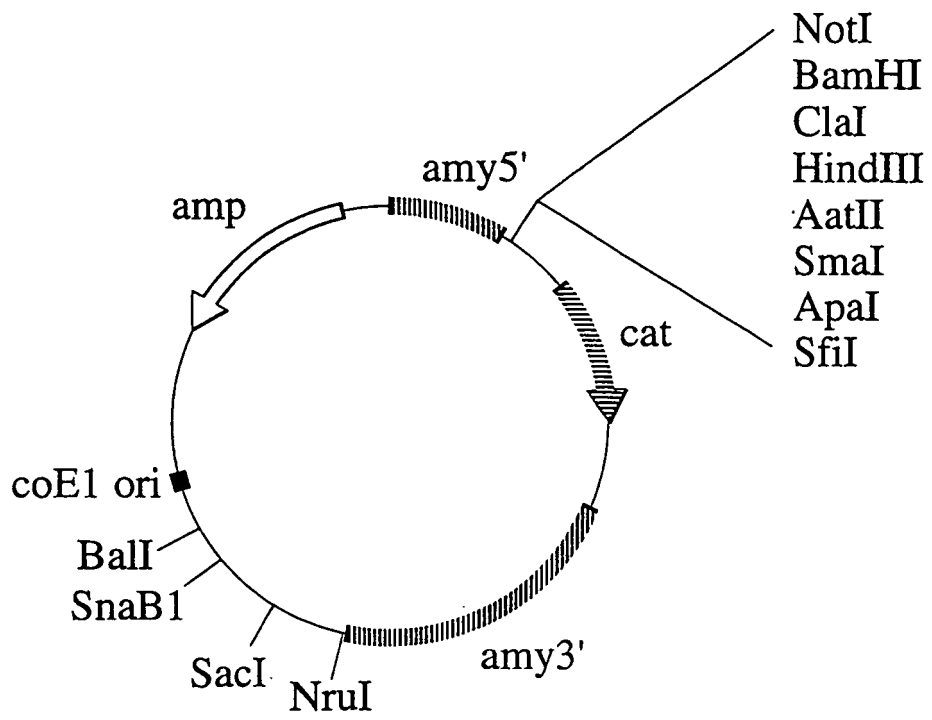 NotI
BamHI
ClaI
HindIII
AatII
SmaI
ApaI
SfiI
amy5'
amp
cat
coE1 ori
BalI
SnaB1
SacI
NruI
amy3'